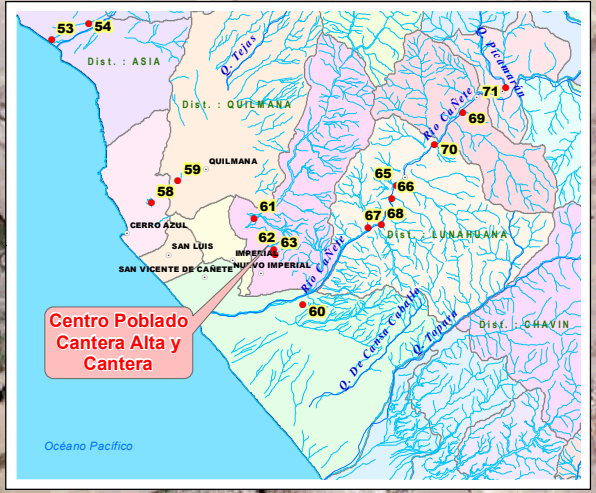 53
54
Dist. : ASIA
Q. Tejas
Q. Picamarán
71
Dist. : QUILMANA
Río Cañete
69
70
QUILMANA
59
58
65
66
61
67
68
CERRO AZUL
Dist. : LUNAHUANA
SAN LUIS
62
63
IMPERIAL
NUEVO IMPERIAL
SAN VICENTE DE CAÑETE
Río Cañete
60
Q. De Cansa Caballo
Q. Topara
Dist. : CHAVIN
Centro Poblado
Cantera Alta y
Cantera
Océano Pacífico